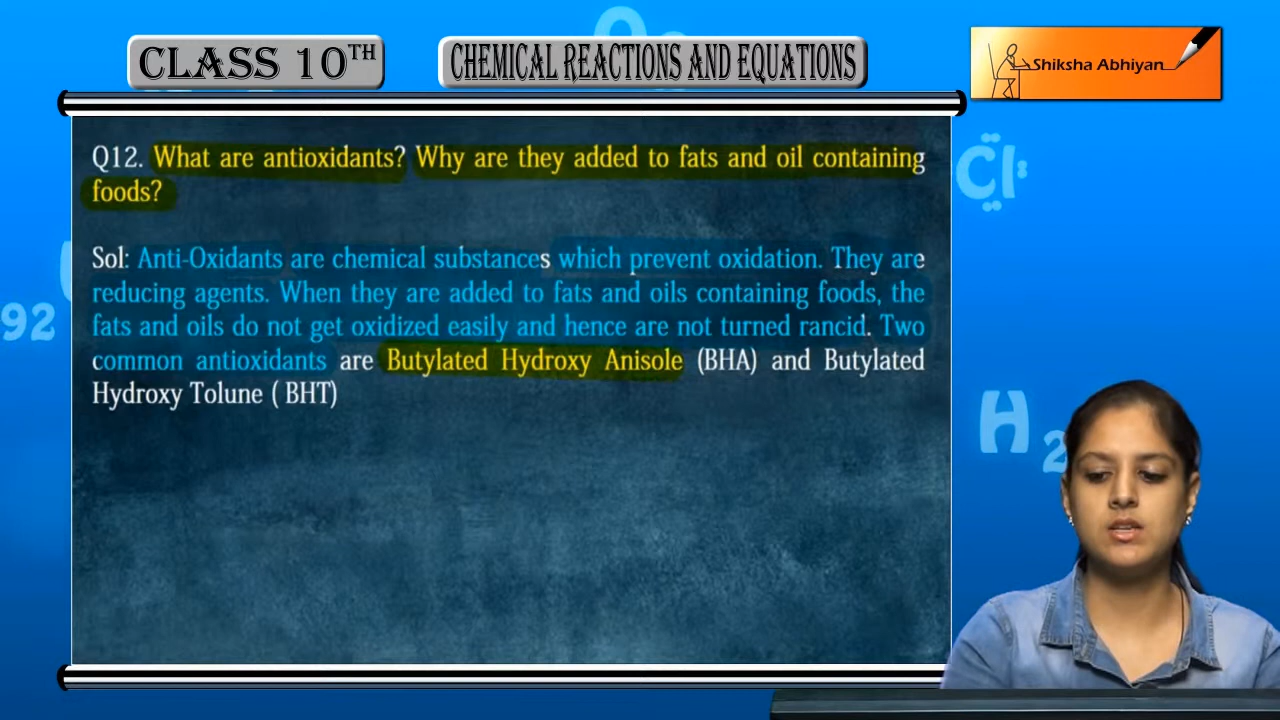 CLASS 10TH
CHEMICAL REACTIONS AND EQUATIONS
Shiksha Abhiyan
Q12. What are antioxidants? Why are they added to fats and oil containing
foods?
Sol: Anti-Oxidants are chemical substances which prevent oxidation. They are
reducing agents. When they are added to fats and oils containing foods, the
fats and oils do not get oxidized easily and hence are not turned rancid. Two
common antioxidants are Butylated Hydroxy Anisole (BHA) and Butylated
Hydroxy Tolune ( BHT)
Cl
92
H2